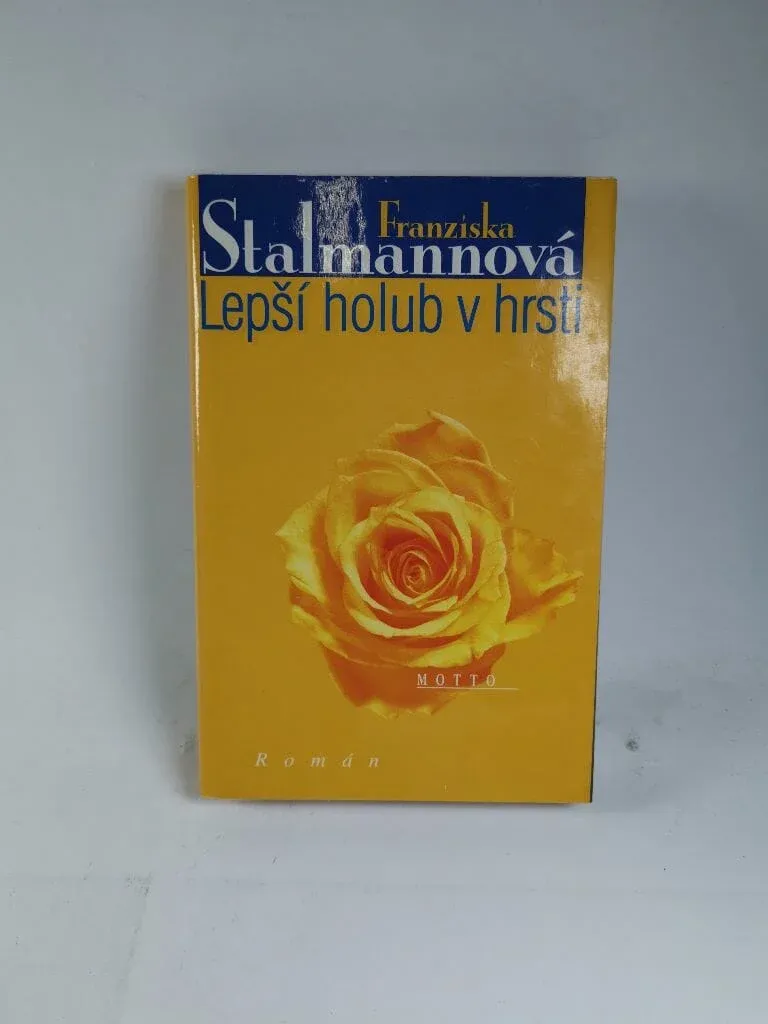 Franziska
Stalmannová
Lepší holub v hrsti
MOTTO
Román